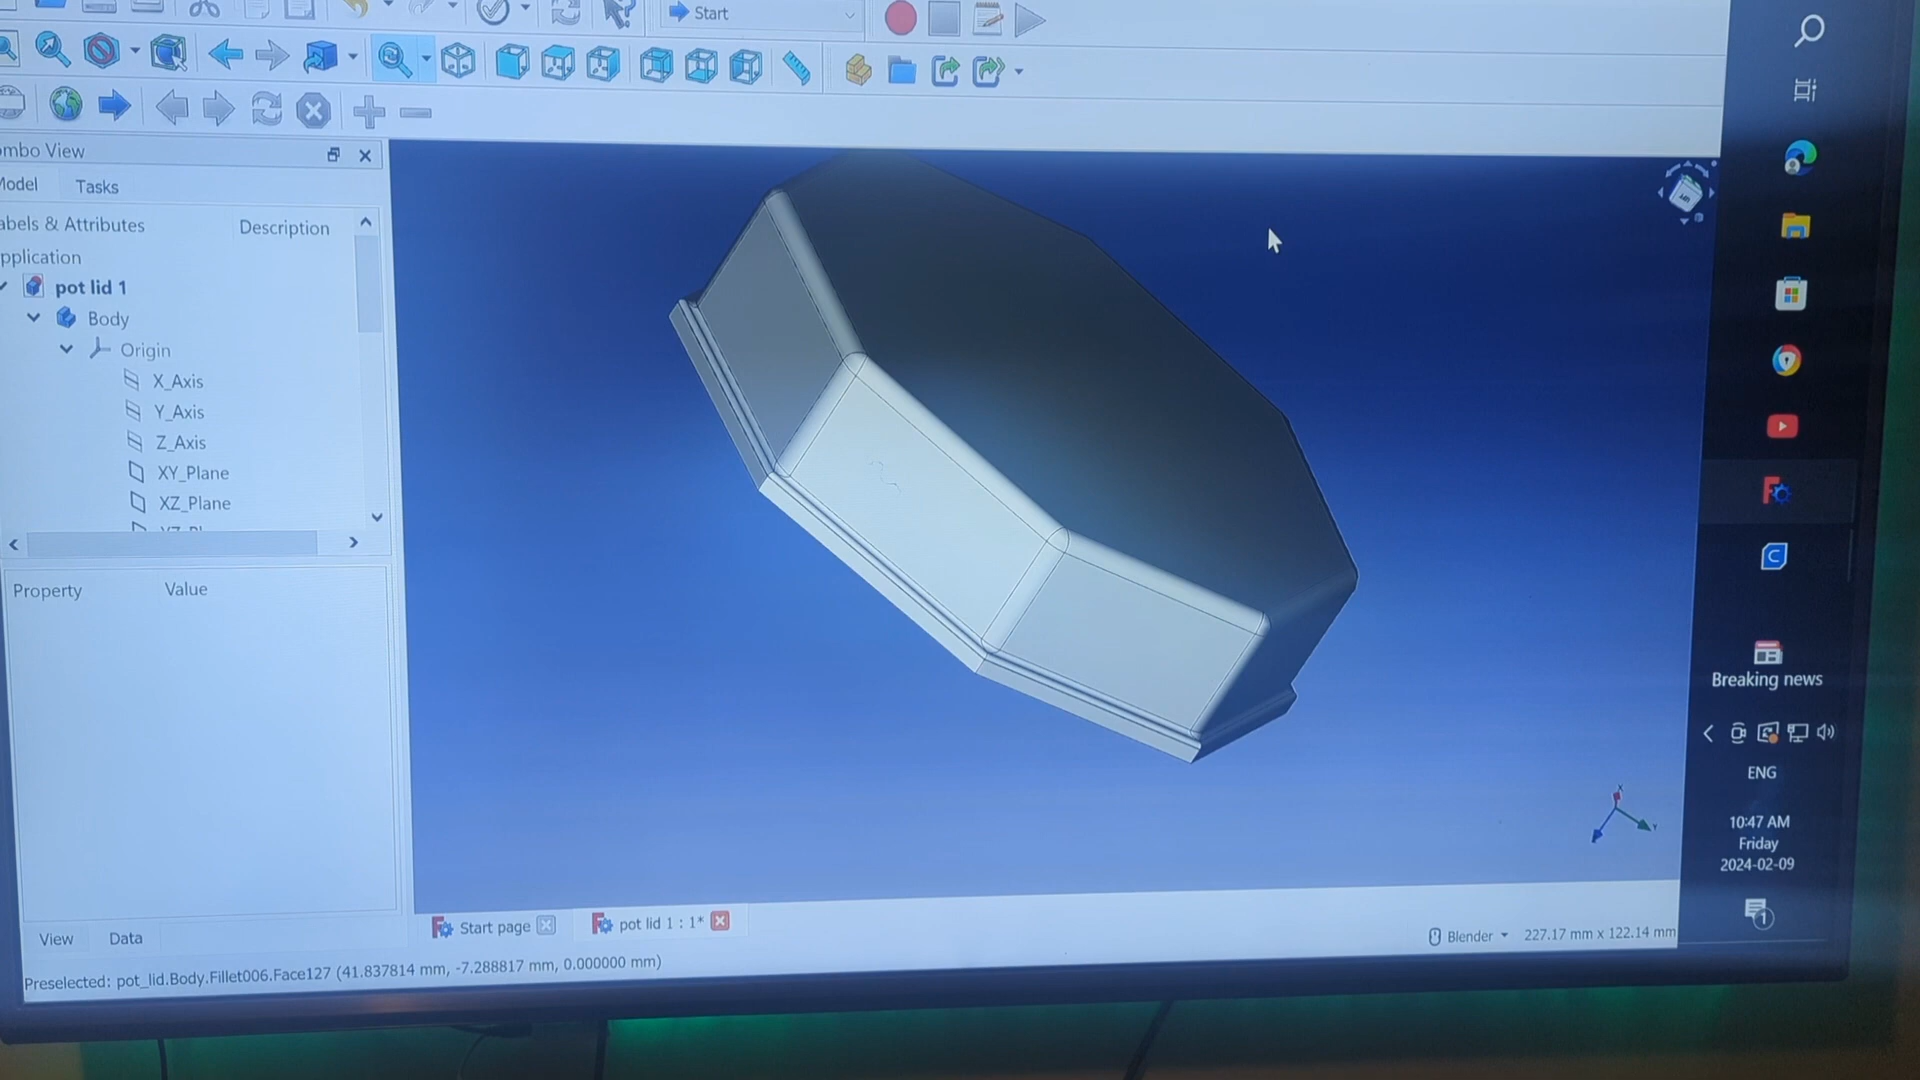 Start
ombo View
Model
Tasks
abels & Attributes
Description
pplication
pot lid 1
Body
Origin
X_Axis
Y_Axis
Z_Axis
XY_Plane
XZ_Plane
Property
Value
View
Data
Start page
pot lid 1 : 1*
Blender
227.17 mm x 122.14 mm
Preselected: pot_lid.Body.Fillet006.Face127 (41.837814 mm, -7.288817 mm, 0.000000 mm)
Breaking news
ENG
10:47 AM
Friday
2024-02-09
1